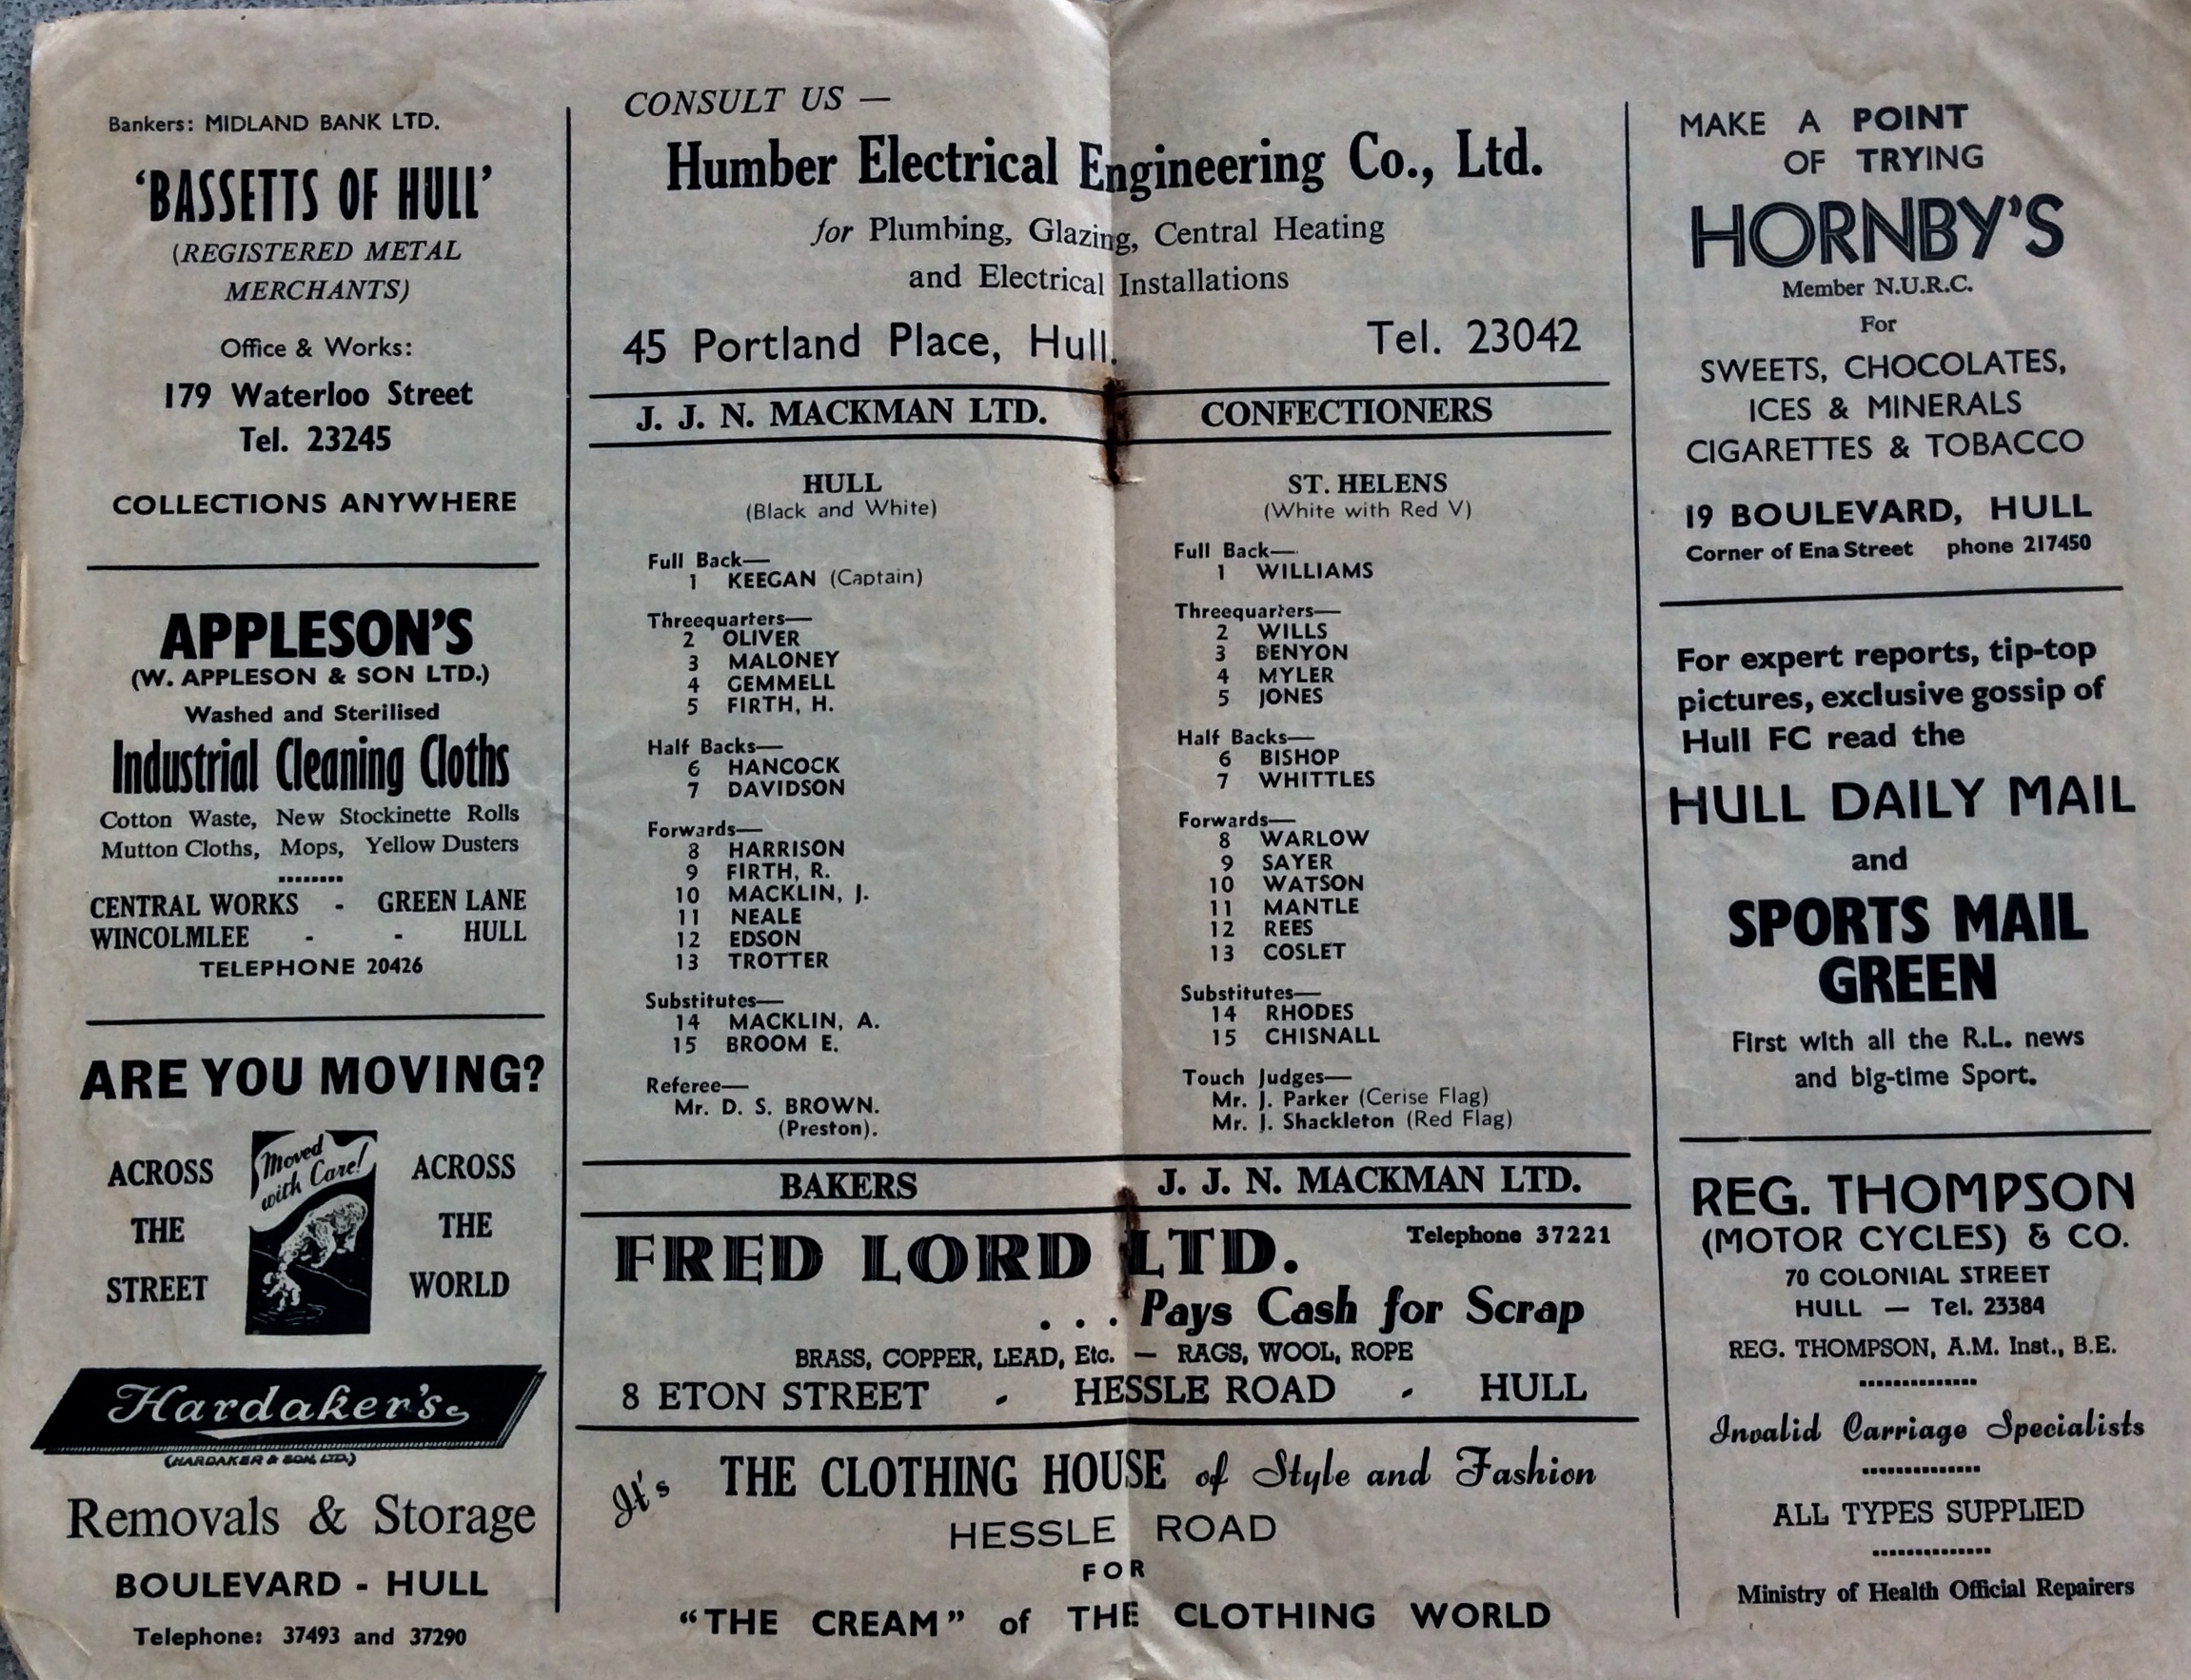 Bankers: MIDLAND BANK LTD.
'BASSETTS OF HULL'
(REGISTERED METAL
MERCHANTS)
Office & Works:
179 Waterloo Street
Tel. 23245
COLLECTIONS ANYWHERE
APPLESON'S
(W. APPLESON & SON LTD.)
Washed and Sterilised
Industrial Cleaning Cloths
Cotton Waste, New Stockinette Rolls
Mutton Cloths, Mops, Yellow Dusters
CENTRAL WORKS - GREEN LANE
WINCOLMLEE - - HULL
TELEPHONE 20426
ARE YOU MOVING?
ACROSS
THE
STREET
Moved
with Care!
ACROSS
THE
WORLD
Hardaker's
(HARDAKER & SON, LTD.)
Removals & Storage
BOULEVARD - HULL
Telephone: 37493 and 37290
CONSULT US —
Humber Electrical Engineering Co., Ltd.
for Plumbing, Glazing, Central Heating
and Electrical Installations
45 Portland Place, Hull. Tel. 23042
J. J. N. MACKMAN LTD. CONFECTIONERS
HULL
(Black and White)
Full Back—
1 KEEGAN (Captain)
Threequarters—
2 OLIVER
3 MALONEY
4 GEMMELL
5 FIRTH, H.
Half Backs—
6 HANCOCK
7 DAVIDSON
Forwards—
8 HARRISON
9 FIRTH, R.
10 MACKLIN, J.
11 NEALE
12 EDSON
13 TROTTER
Substitutes—
14 MACKLIN, A.
15 BROOM E.
Referee—
Mr. D. S. BROWN.
(Preston).
ST. HELENS
(White with Red V)
Full Back—
1 WILLIAMS
Threequarters—
2 WILLS
3 BENYON
4 MYLER
5 JONES
Half Backs—
6 BISHOP
7 WHITTLES
Forwards—
8 WARLOW
9 SAYER
10 WATSON
11 MANTLE
12 REES
13 COSLET
Substitutes—
14 RHODES
15 CHISNALL
Touch Judges—
Mr. J. Parker (Cerise Flag)
Mr. J. Shackleton (Red Flag)
BAKERS J. J. N. MACKMAN LTD.
FRED LORD LTD. Telephone 37221
. . . Pays Cash for Scrap
BRASS, COPPER, LEAD, Etc. — RAGS, WOOL, ROPE
8 ETON STREET - HESSLE ROAD - HULL
It's THE CLOTHING HOUSE of Style and Fashion
HESSLE ROAD
FOR
"THE CREAM" of THE CLOTHING WORLD
MAKE A POINT
OF TRYING
HORNBY'S
Member N.U.R.C.
For
SWEETS, CHOCOLATES,
ICES & MINERALS
CIGARETTES & TOBACCO
19 BOULEVARD, HULL
Corner of Ena Street phone 217450
For expert reports, tip-top
pictures, exclusive gossip of
Hull FC read the
HULL DAILY MAIL
and
SPORTS MAIL
GREEN
First with all the R.L. news
and big-time Sport.
REG. THOMPSON
(MOTOR CYCLES) & CO.
70 COLONIAL STREET
HULL — Tel. 23384
REG. THOMPSON, A.M. Inst., B.E.
Invalid Carriage Specialists
ALL TYPES SUPPLIED
Ministry of Health Official Repairers